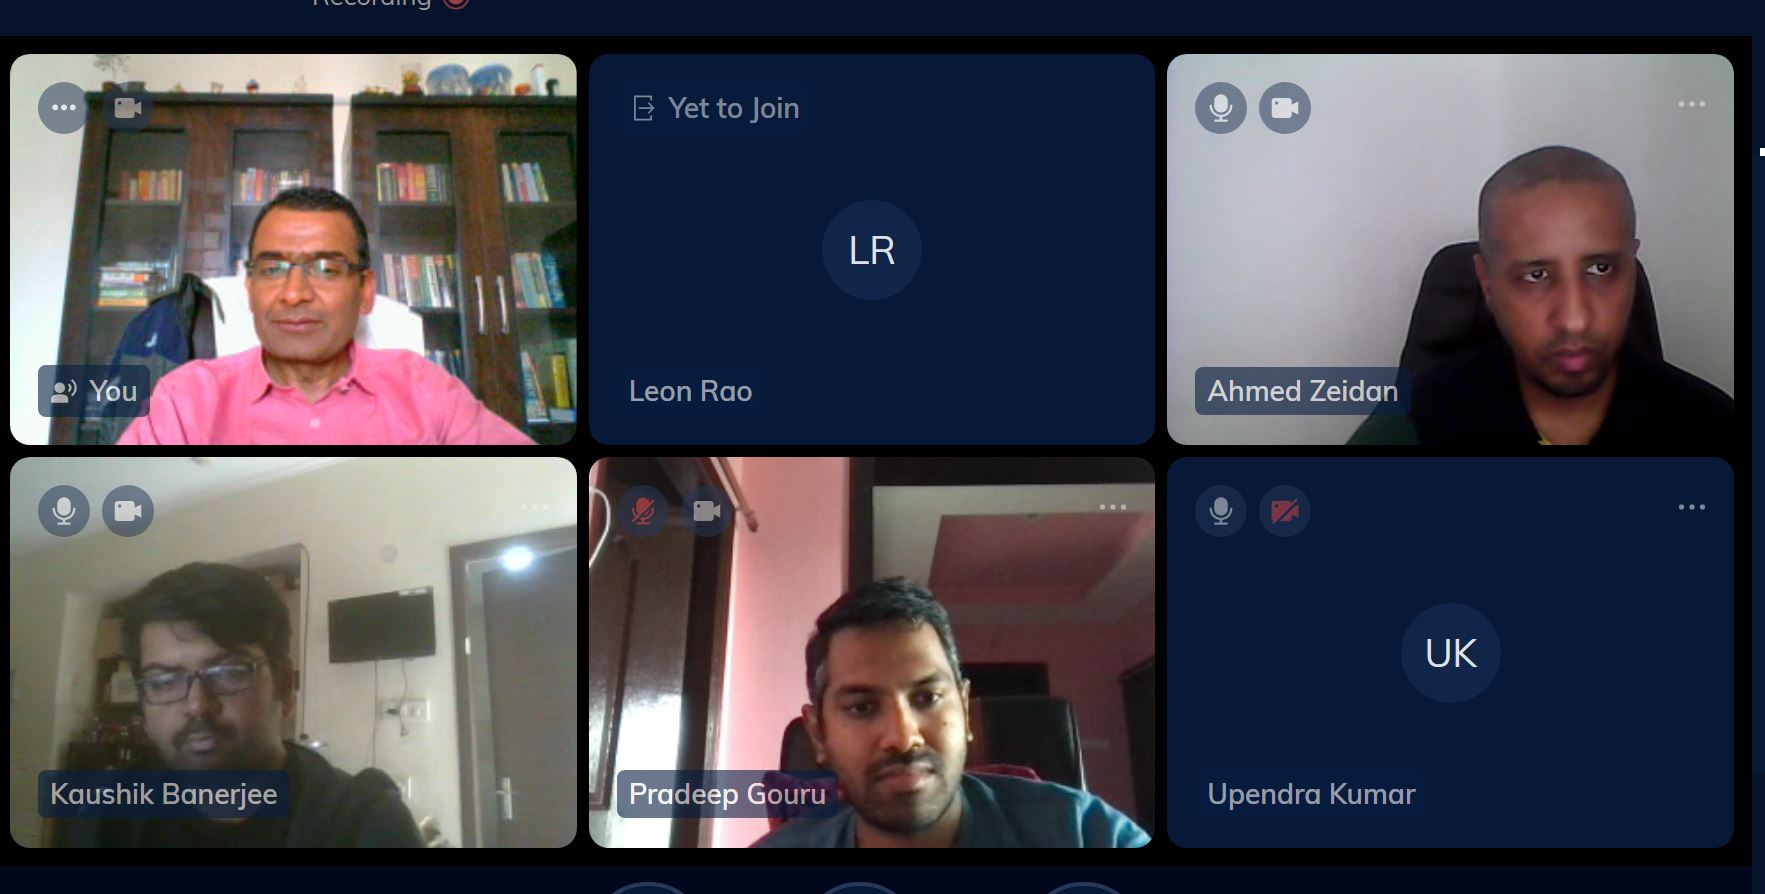 Recording
Yet to Join
LR
You
Leon Rao
Ahmed Zeidan
UK
Kaushik Banerjee
Pradeep Gouru
Upendra Kumar